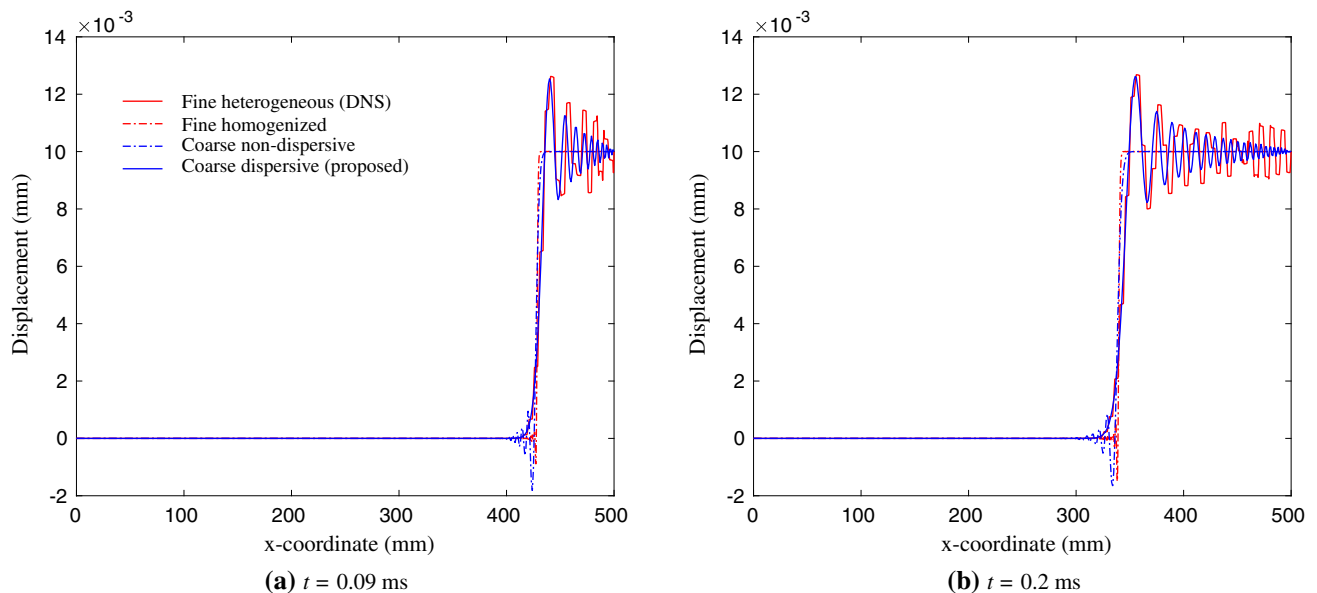 ×10 -3
14
12
10
8
6
4
2
0
-2
0 100 200 300 400 500
Displacement (mm)
x-coordinate (mm)
Fine heterogeneous (DNS)
Fine homogenized
Coarse non-dispersive
Coarse dispersive (proposed)
(a) t = 0.09 ms
×10 -3
14
12
10
8
6
4
2
0
-2
0 100 200 300 400 500
Displacement (mm)
x-coordinate (mm)
(b) t = 0.2 ms